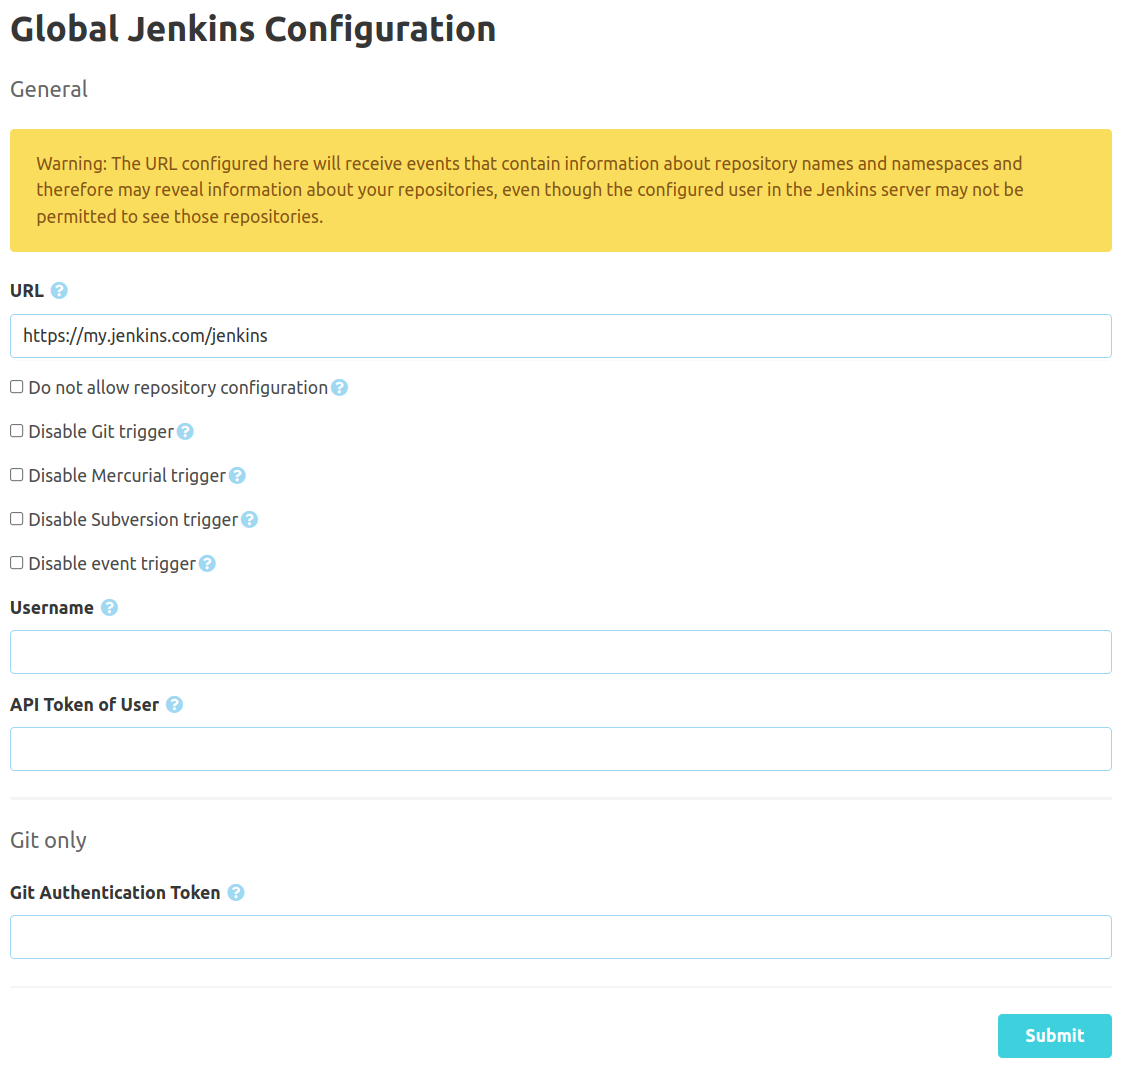 Global Jenkins Configuration
General
Warning: The URL configured here will receive events that contain information about repository names and namespaces and
therefore may reveal information about your repositories, even though the configured user in the Jenkins server may not be
permitted to see those repositories.
URL ?
https://my.jenkins.com/jenkins
Do not allow repository configuration ?
Disable Git trigger ?
Disable Mercurial trigger ?
Disable Subversion trigger ?
Disable event trigger ?
Username ?
API Token of User ?
Git only
Git Authentication Token ?
Submit